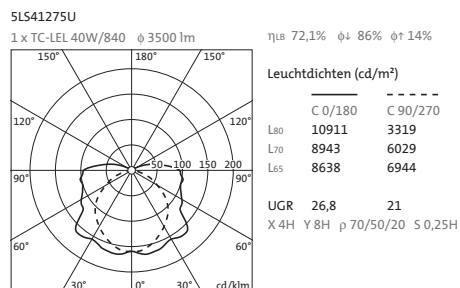 5LS41275U
1 x TC-LEL 40W/840 ϕ 3500 lm
ηLB 72,1% ϕ↓ 86% ϕ↑ 14%
150° 180° 150°
120° 120°
50 100 150 200
90° 90°
60° 60°
30° 0° 30° cd/klm
Leuchtdichten (cd/m²)
C 0/180 C 90/270
L80 10911 3319
L70 8943 6029
L65 8638 6944
UGR 26,8 21
X 4H Y 8H ρ 70/50/20 S 0,25H